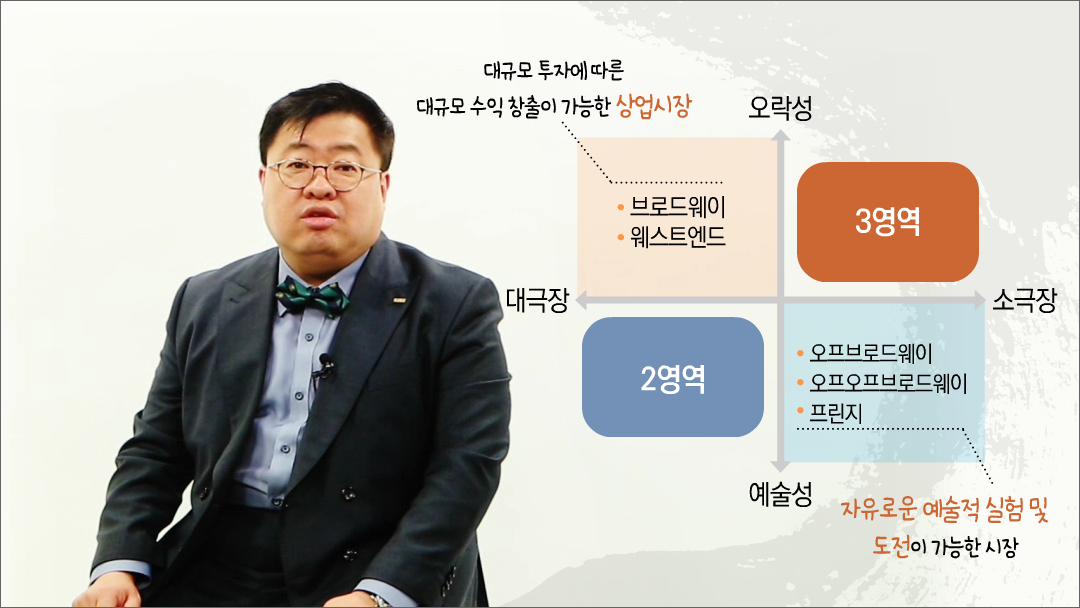 대규모 투자에 따른
대규모 수익 창출이 가능한 상업시장
오락성
• 브로드웨이
• 웨스트엔드
3영역
대극장
소극장
2영역
• 오프브로드웨이
• 오프오프브로드웨이
• 프린지
예술성
자유로운 예술적 실험 및
도전이 가능한 시장